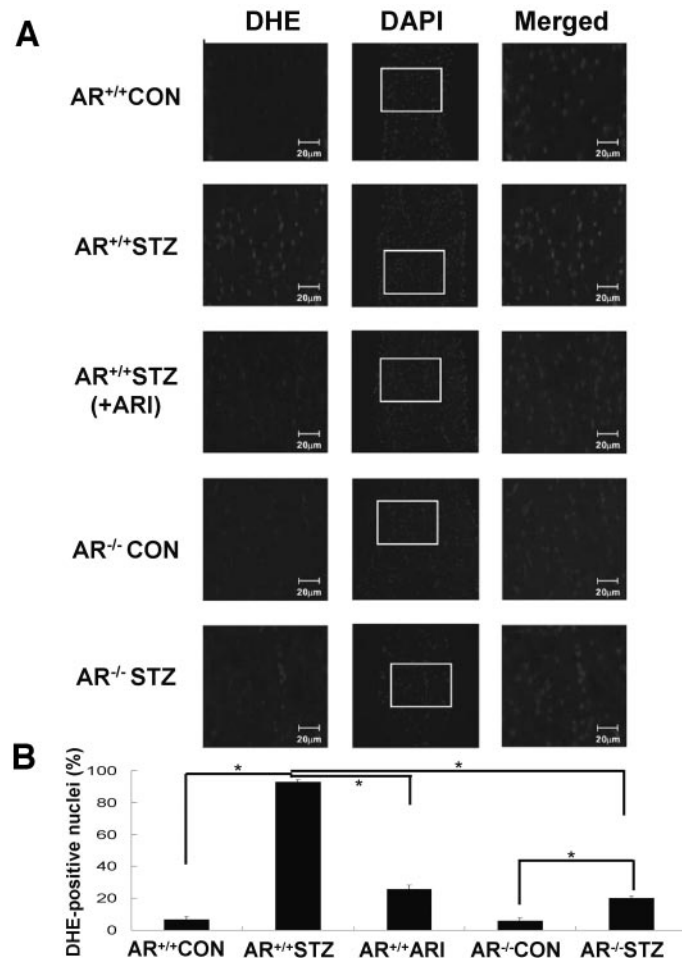 A
DHE DAPI Merged
AR+/+CON
20μm 20μm
AR+/+STZ
20μm 20μm
AR+/+STZ
(+ARI)
20μm 20μm
AR-/- CON
20μm 20μm
AR-/- STZ
20μm 20μm
B
DHE-positive nuclei (%)
100
80
60
40
20
0
* * * *
AR+/+CON AR+/+STZ AR+/+ARI AR-/-CON AR-/-STZ